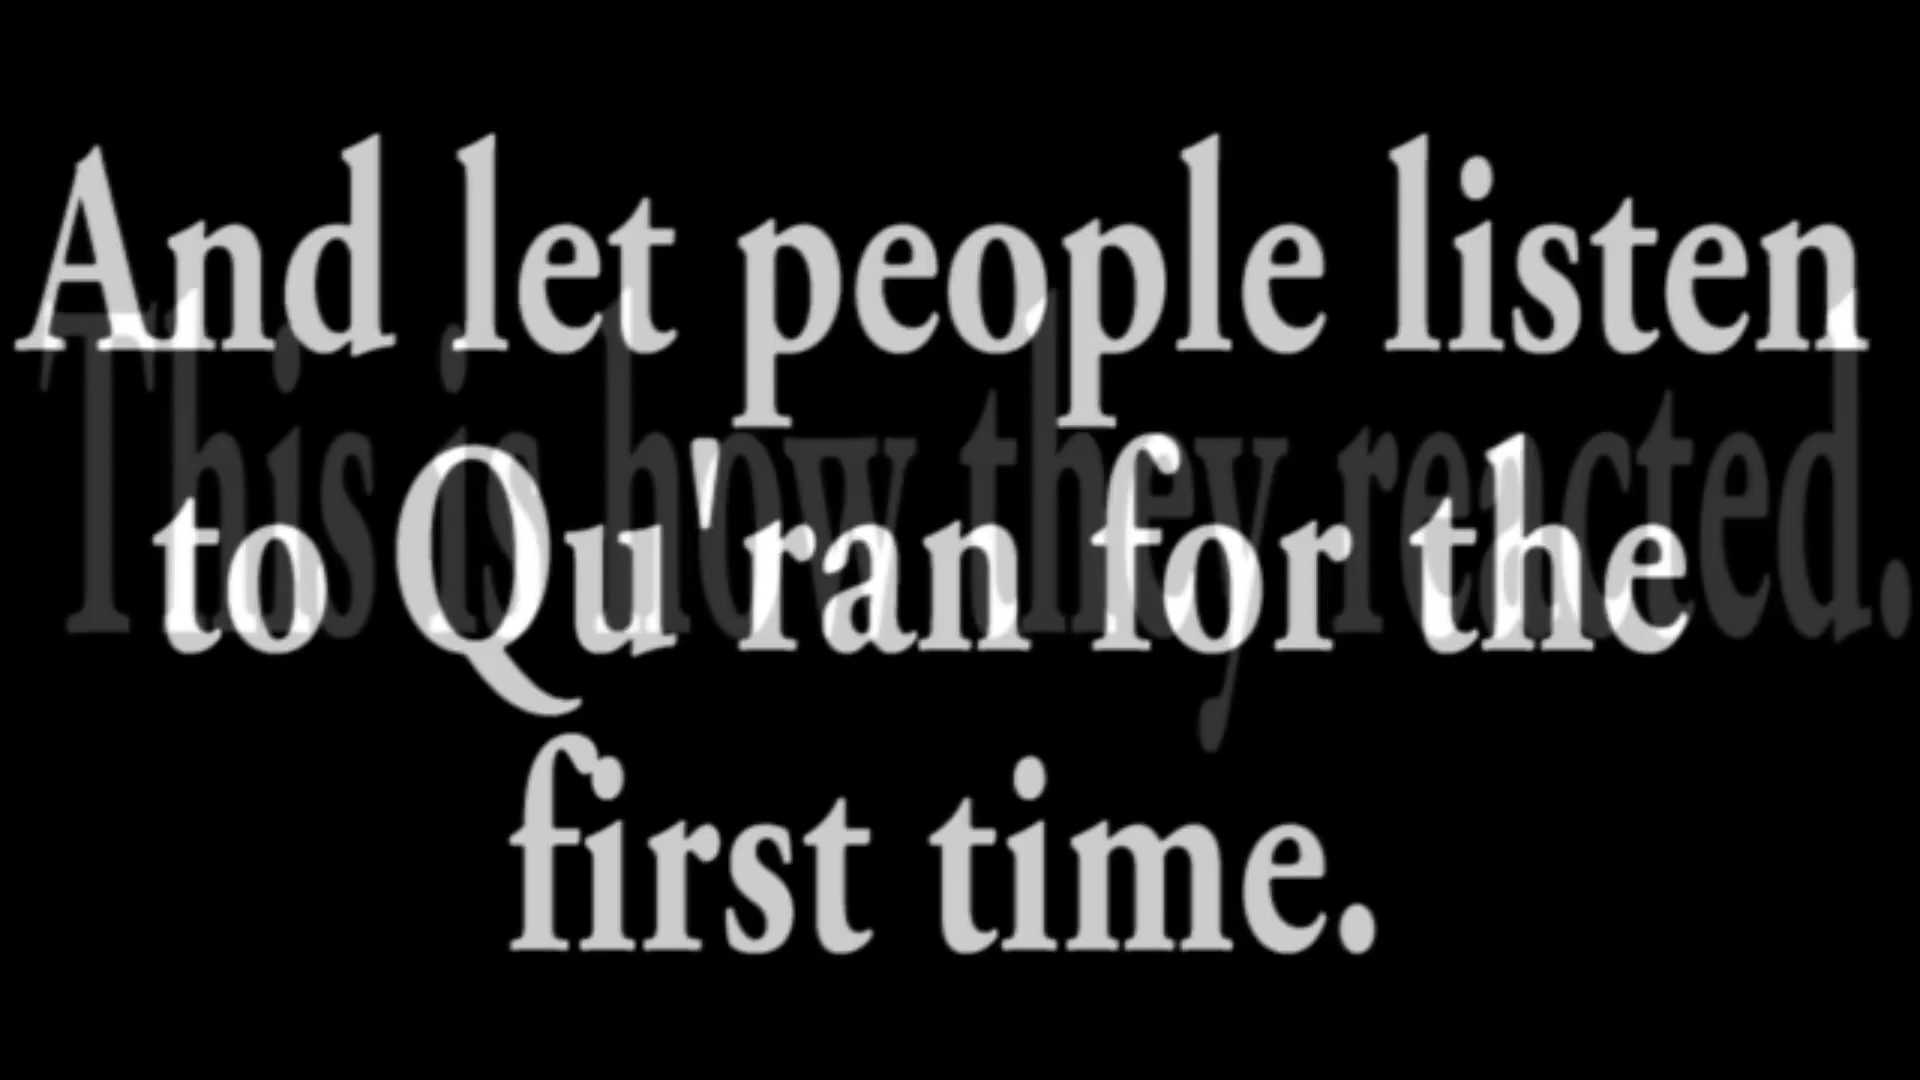 And let people listen
This is how they reacted.
to Qu'ran for the
first time.